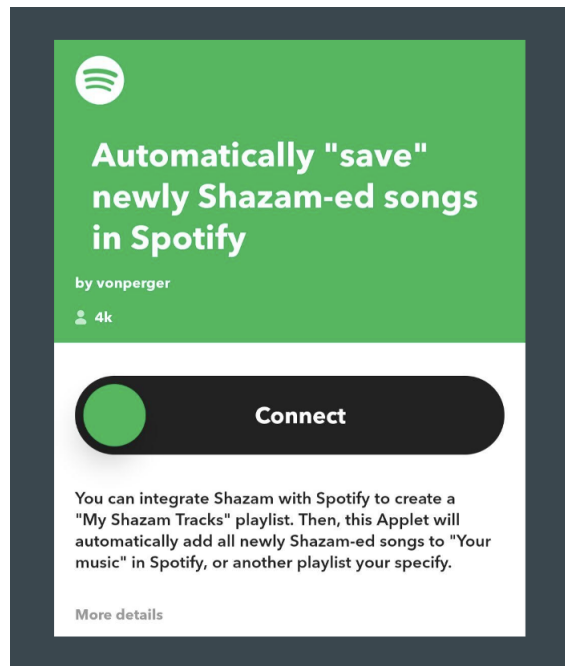 Automatically "save"
newly Shazam-ed songs
in Spotify
by vonperger
4k
Connect
You can integrate Shazam with Spotify to create a
"My Shazam Tracks" playlist. Then, this Applet will
automatically add all newly Shazam-ed songs to "Your
music" in Spotify, or another playlist your specify.
More details